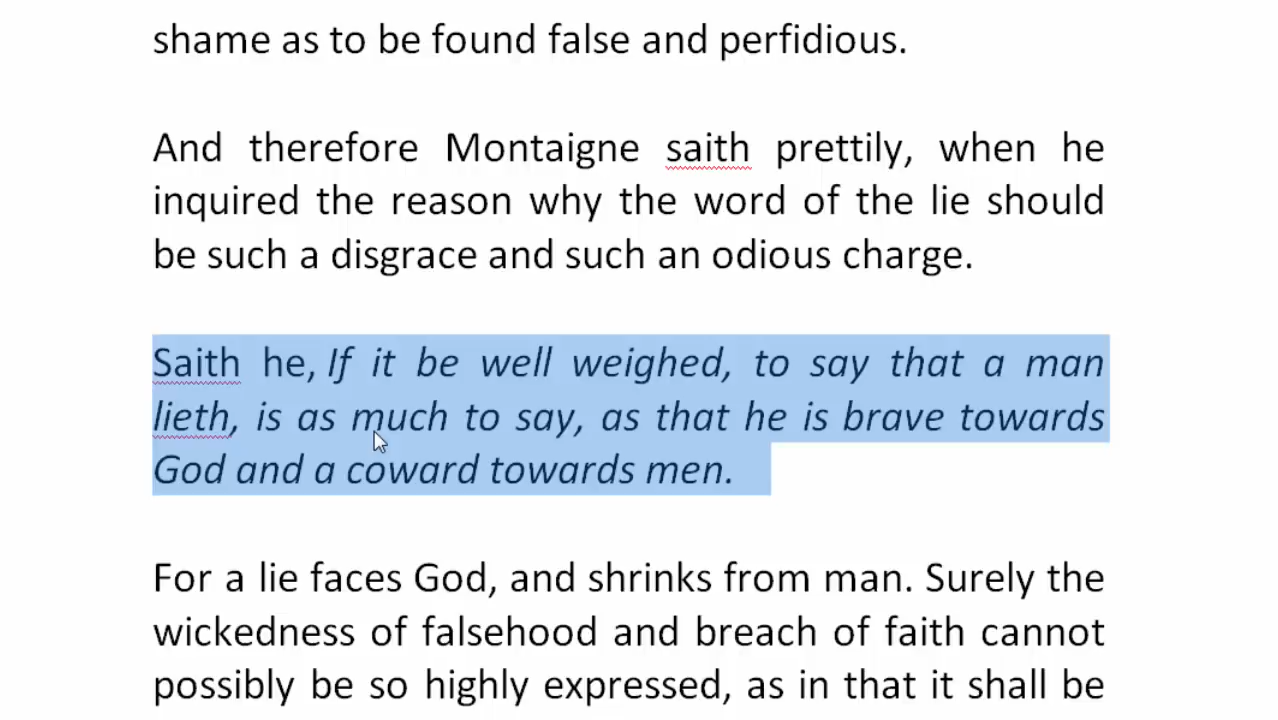 shame as to be found false and perfidious.
And therefore Montaigne saith prettily, when he
inquired the reason why the word of the lie should
be such a disgrace and such an odious charge.
Saith he, If it be well weighed, to say that a man
lieth, is as much to say, as that he is brave towards
God and a coward towards men.
For a lie faces God, and shrinks from man. Surely the
wickedness of falsehood and breach of faith cannot
possibly be so highly expressed, as in that it shall be